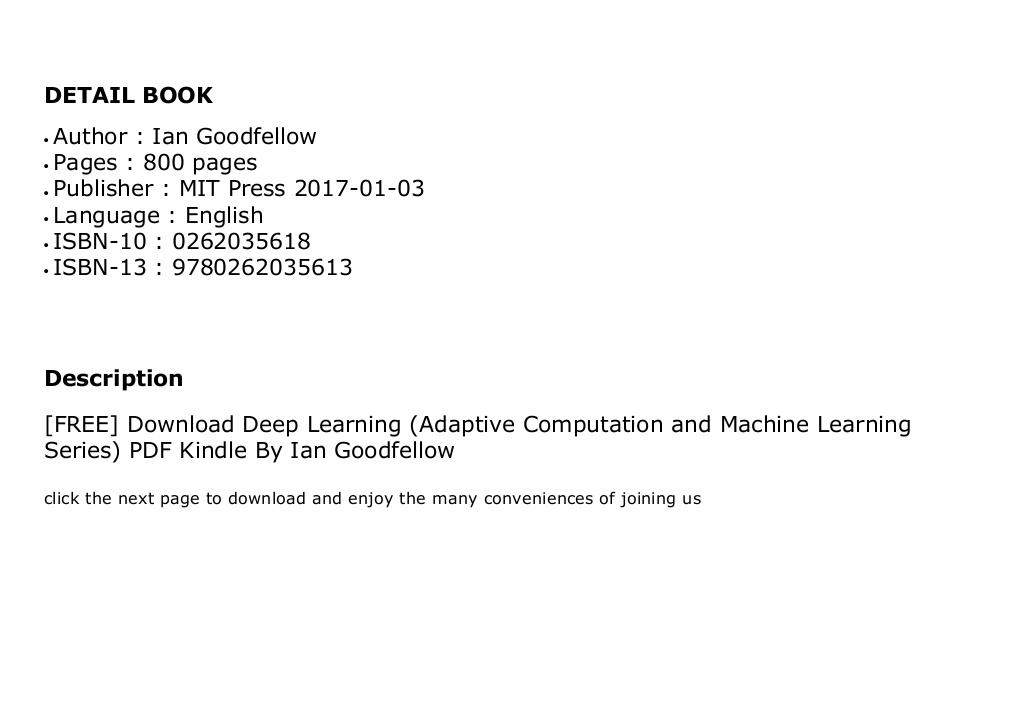 DETAIL BOOK
• Author : Ian Goodfellow
• Pages : 800 pages
• Publisher : MIT Press 2017-01-03
• Language : English
• ISBN-10 : 0262035618
• ISBN-13 : 9780262035613
Description
[FREE] Download Deep Learning (Adaptive Computation and Machine Learning
Series) PDF Kindle By Ian Goodfellow
click the next page to download and enjoy the many conveniences of joining us